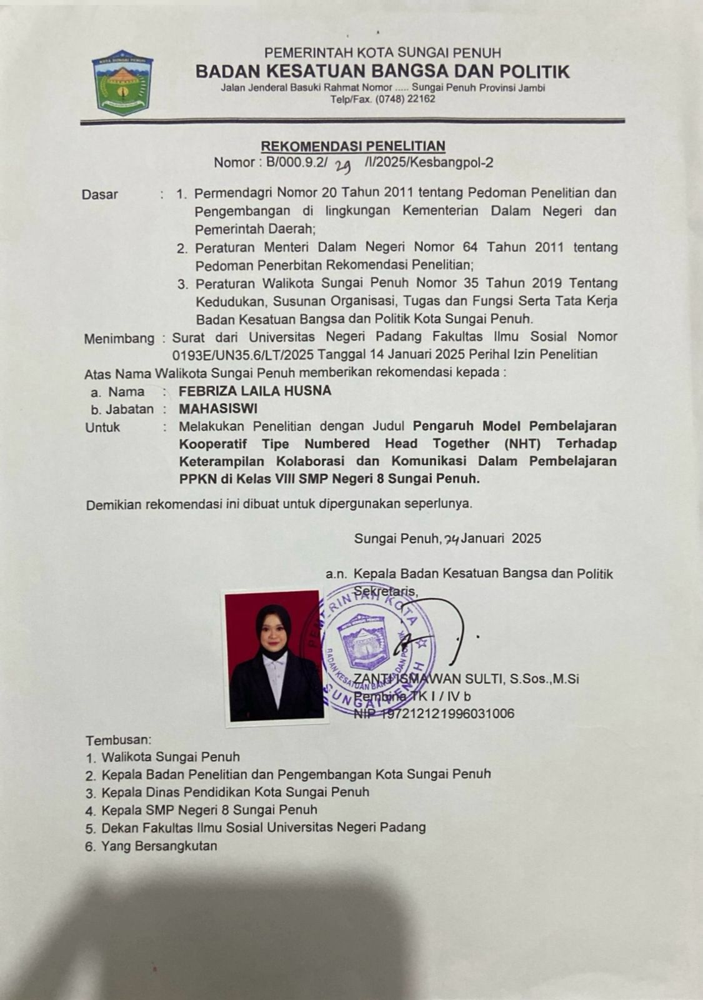 KOTA SUNGAI PENUH
PEMERINTAH KOTA SUNGAI PENUH
BADAN KESATUAN BANGSA DAN POLITIK
Jalan Jenderal Basuki Rahmat Nomor ..... Sungai Penuh Provinsi Jambi
Telp/Fax. (0748) 22162
REKOMENDASI PENELITIAN
Nomor : B/000.9.2/ 29 /I/2025/Kesbangpol-2
Dasar : 1. Permendagri Nomor 20 Tahun 2011 tentang Pedoman Penelitian dan
Pengembangan di lingkungan Kementerian Dalam Negeri dan
Pemerintah Daerah;
2. Peraturan Menteri Dalam Negeri Nomor 64 Tahun 2011 tentang
Pedoman Penerbitan Rekomendasi Penelitian;
3. Peraturan Walikota Sungai Penuh Nomor 35 Tahun 2019 Tentang
Kedudukan, Susunan Organisasi, Tugas dan Fungsi Serta Tata Kerja
Badan Kesatuan Bangsa dan Politik Kota Sungai Penuh.
Menimbang : Surat dari Universitas Negeri Padang Fakultas Ilmu Sosial Nomor
0193E/UN35.6/LT/2025 Tanggal 14 Januari 2025 Perihal Izin Penelitian
Atas Nama Walikota Sungai Penuh memberikan rekomendasi kepada :
a. Nama : FEBRIZA LAILA HUSNA
b. Jabatan : MAHASISWI
Untuk : Melakukan Penelitian dengan Judul Pengaruh Model Pembelajaran
Kooperatif Tipe Numbered Head Together (NHT) Terhadap
Keterampilan Kolaborasi dan Komunikasi Dalam Pembelajaran
PPKN di Kelas VIII SMP Negeri 8 Sungai Penuh.
Demikian rekomendasi ini dibuat untuk dipergunakan seperlunya.
Sungai Penuh, 24 Januari 2025
a.n. Kepala Badan Kesatuan Bangsa dan Politik
Sekretaris,
PEMERINTAH KOTA
BADAN KESATUAN BANGSA DAN POLITIK
SUNGAI PENUH
ZANTI ISMAWAN SULTI, S.Sos.,M.Si
Pembina TK I / IV b
NIP 197212121996031006
Tembusan:
1. Walikota Sungai Penuh
2. Kepala Badan Penelitian dan Pengembangan Kota Sungai Penuh
3. Kepala Dinas Pendidikan Kota Sungai Penuh
4. Kepala SMP Negeri 8 Sungai Penuh
5. Dekan Fakultas Ilmu Sosial Universitas Negeri Padang
6. Yang Bersangkutan